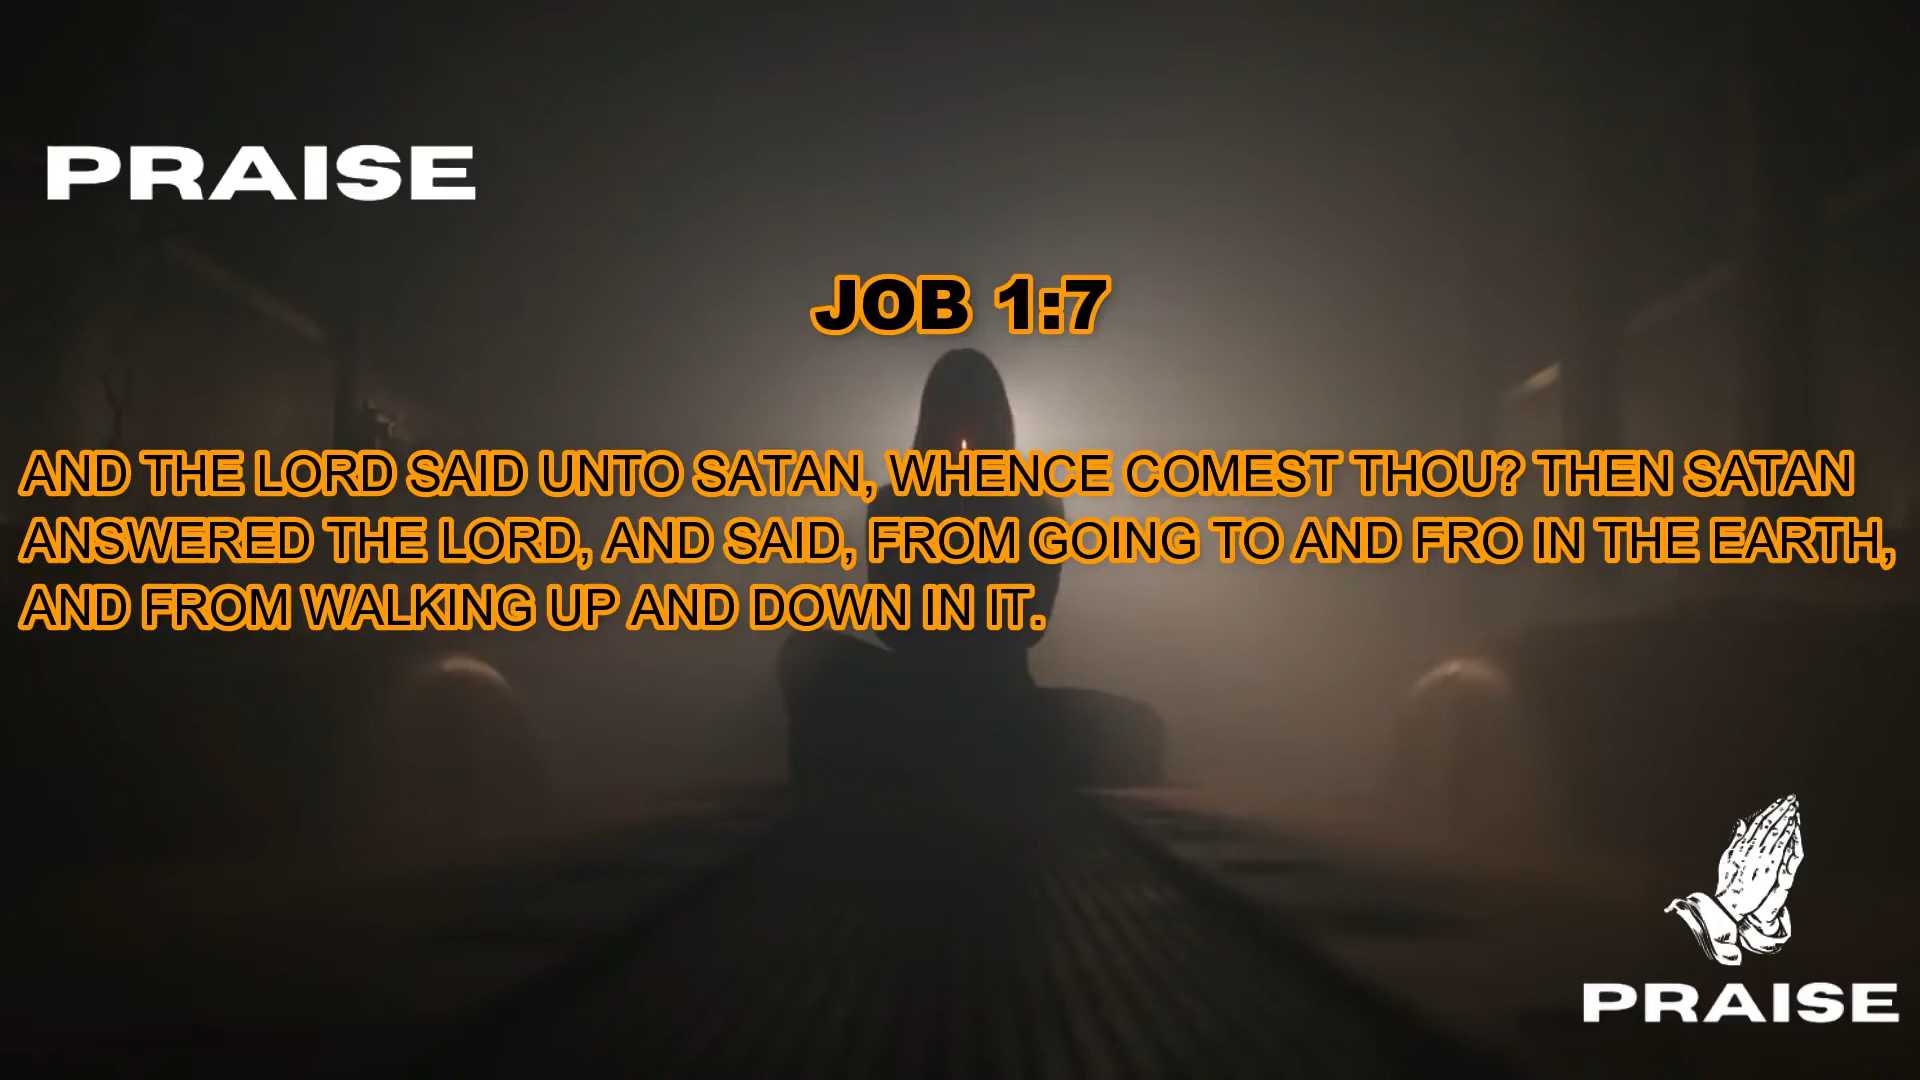 PRAISE
JOB 1:7
AND THE LORD SAID UNTO SATAN, WHENCE COMEST THOU? THEN SATAN
ANSWERED THE LORD, AND SAID, FROM GOING TO AND FRO IN THE EARTH,
AND FROM WALKING UP AND DOWN IN IT.
PRAISE